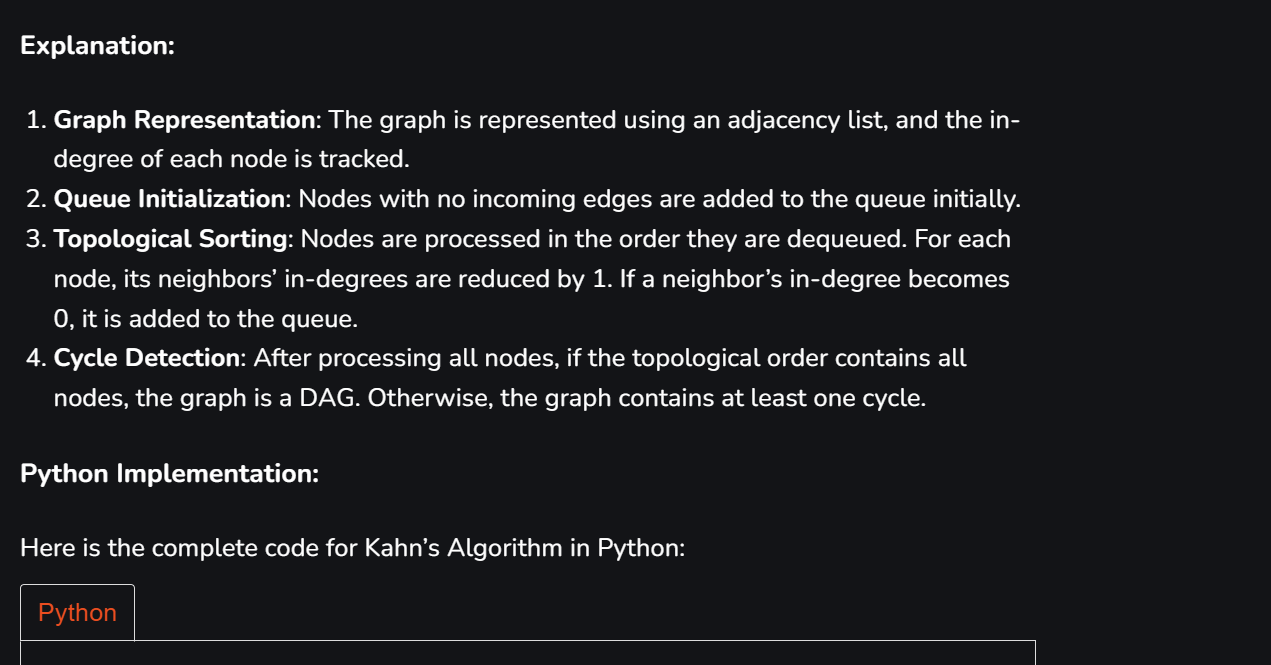 Explanation:
1. Graph Representation: The graph is represented using an adjacency list, and the in-
degree of each node is tracked.
2. Queue Initialization: Nodes with no incoming edges are added to the queue initially.
3. Topological Sorting: Nodes are processed in the order they are dequeued. For each
node, its neighbors’ in-degrees are reduced by 1. If a neighbor’s in-degree becomes
0, it is added to the queue.
4. Cycle Detection: After processing all nodes, if the topological order contains all
nodes, the graph is a DAG. Otherwise, the graph contains at least one cycle.
Python Implementation:
Here is the complete code for Kahn’s Algorithm in Python:
Python